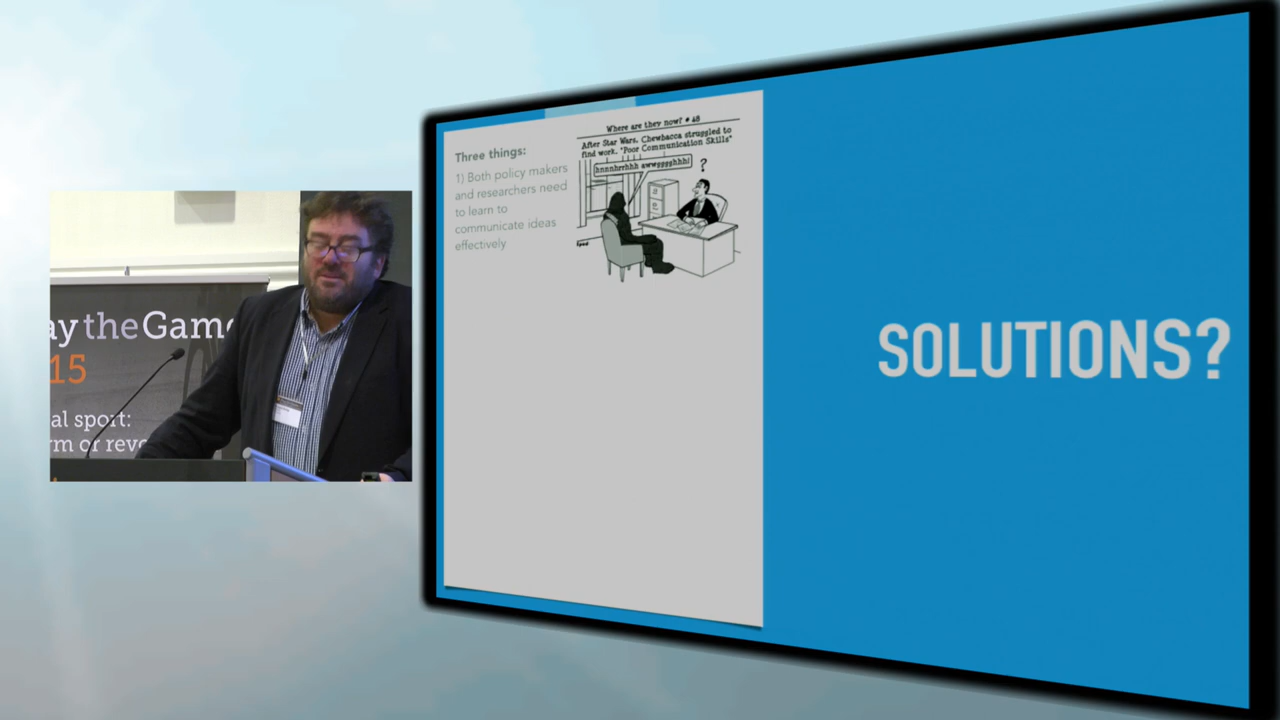 aytheGam
15
al sport:
rm or revo
Three things:
1) Both policy makers
and researchers need
to learn to
communicate ideas
effectively
Where are they now? # 48
After Star Wars, Chewbacca struggled to
find work. "Poor Communication Skills"
?
SOLUTIONS?